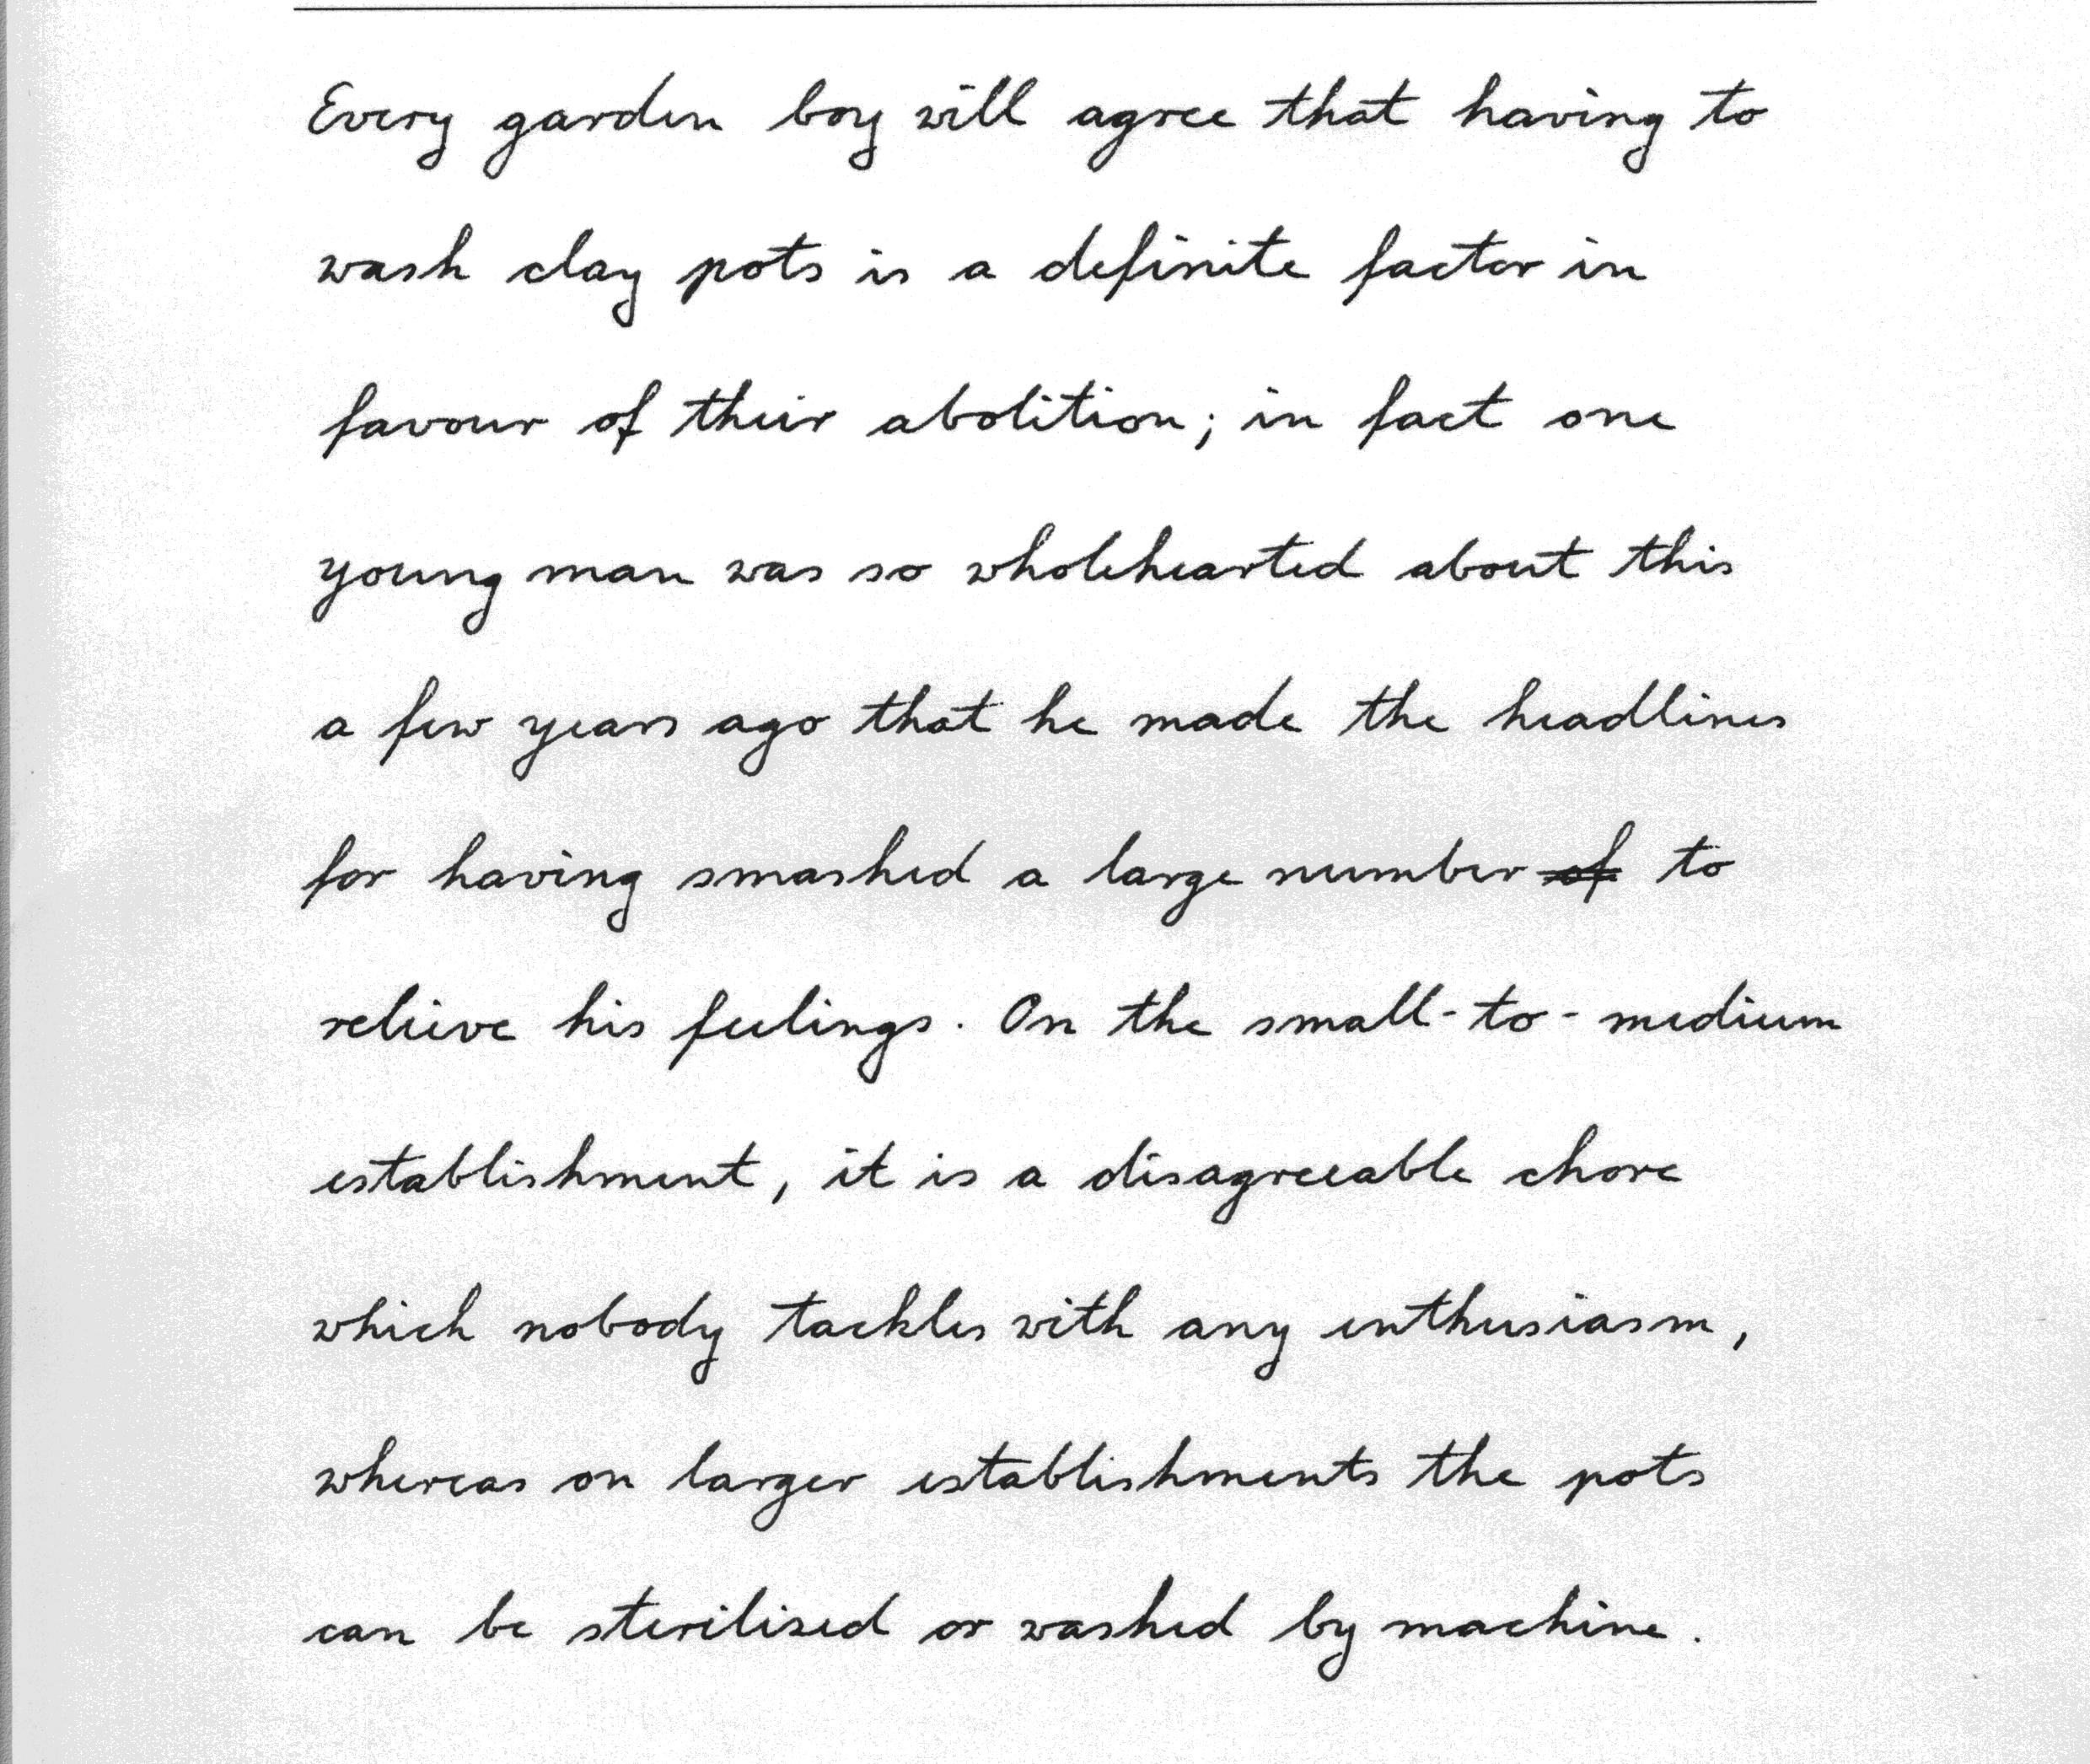 Every garden boy will agree that having to
wash clay pots is a definite factor in
favour of their abolition; in fact one
young man was so wholehearted about this
a few years ago that he made the headlines
for having smashed a large number of to
relieve his feelings. On the small-to-medium
establishment, it is a disagreeable chore
which nobody tackles with any enthusiasm,
whereas on larger establishments the pots
can be sterilised or washed by machine.